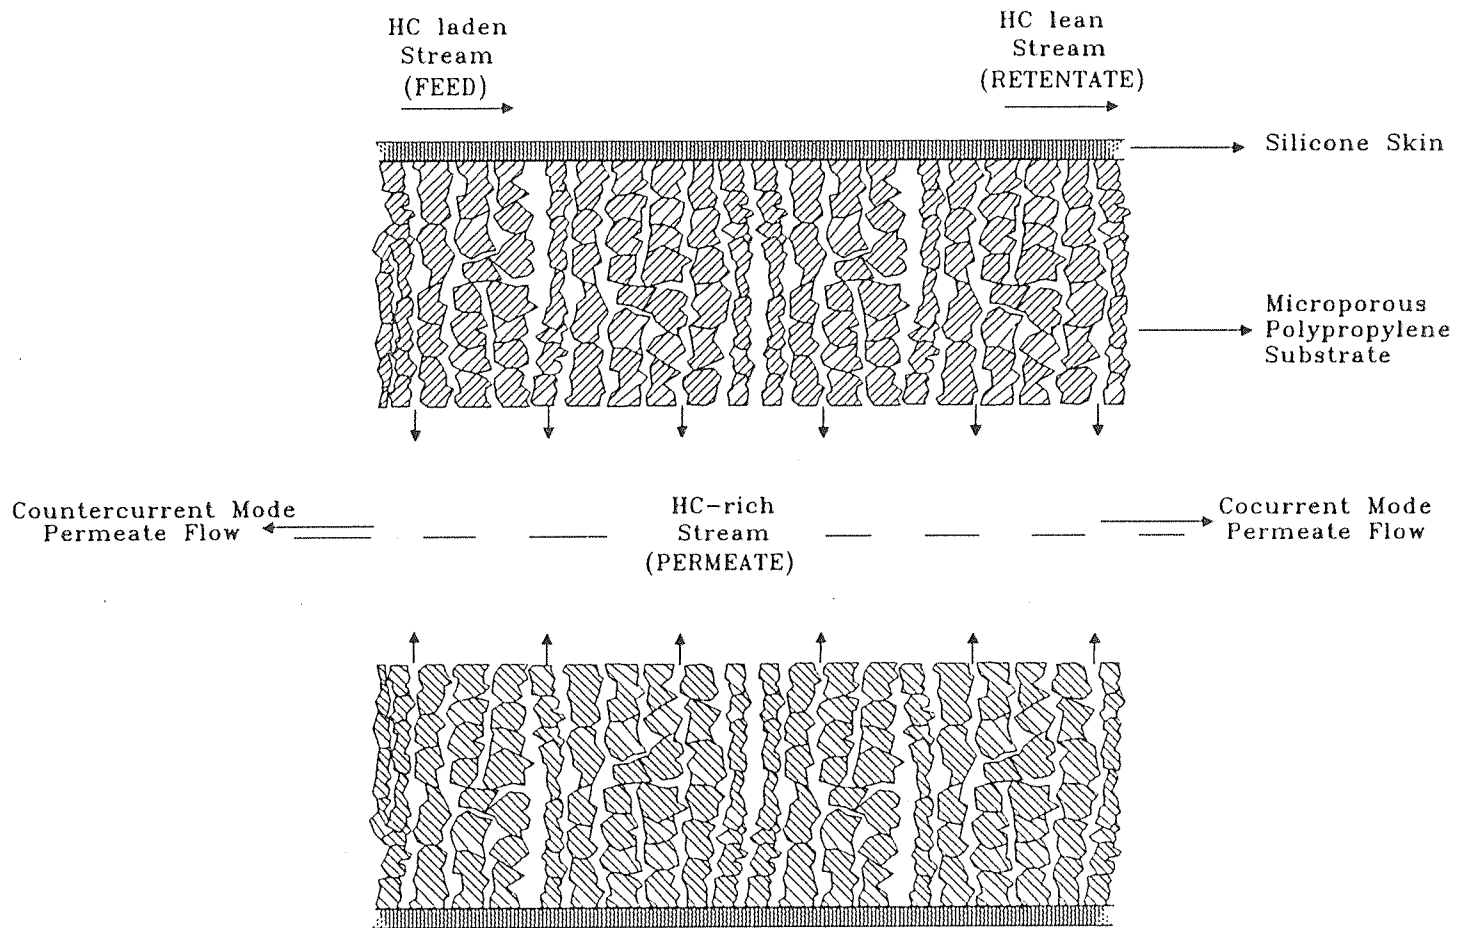 HC laden
Stream
(FEED)
HC lean
Stream
(RETENTATE)
Silicone Skin
Microporous
Polypropylene
Substrate
Countercurrent Mode
Permeate Flow
HC-rich
Stream
(PERMEATE)
Cocurrent Mode
Permeate Flow